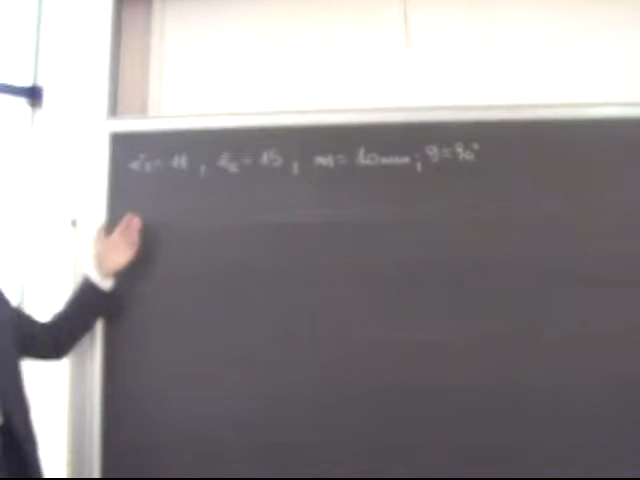 z₁ = 11 , z₂ = 15 , m = 10 mm ; θ = 90°